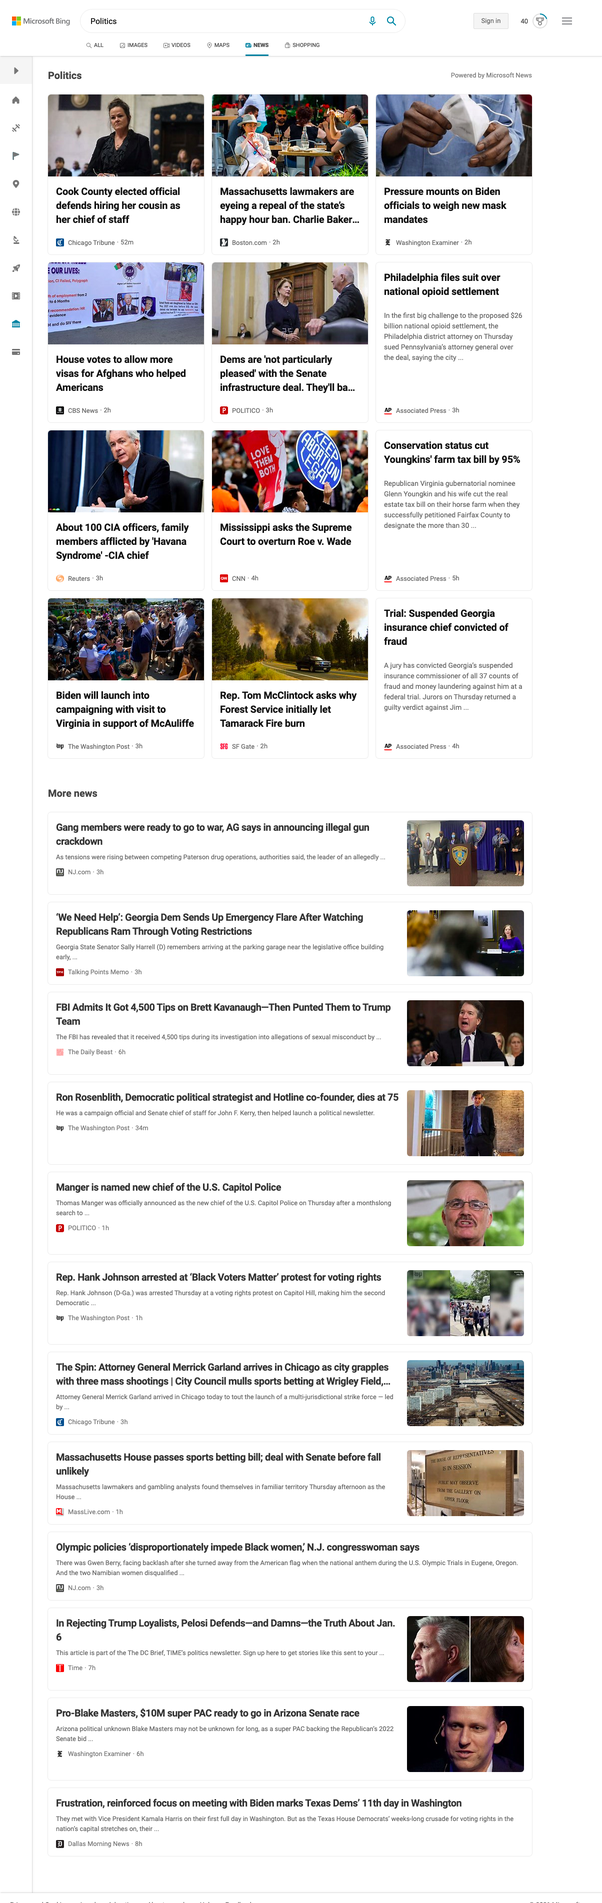 Microsoft Bing
Politics
Sign in
40
ALL
IMAGES
VIDEOS
MAPS
NEWS
SHOPPING
Politics
Powered by Microsoft News
Cook County elected official
defends hiring her cousin as
her chief of staff
Chicago Tribune · 52m
Massachusetts lawmakers are
eyeing a repeal of the state's
happy hour ban. Charlie Baker...
Boston.com · 2h
Pressure mounts on Biden
officials to weigh new mask
mandates
Washington Examiner · 2h
OUR LIVES:
House votes to allow more
visas for Afghans who helped
Americans
CBS News · 2h
Dems are 'not particularly
pleased' with the Senate
infrastructure deal. They'll ba...
POLITICO · 3h
Philadelphia files suit over
national opioid settlement
In the first big challenge to the proposed $26
billion national opioid settlement, the
Philadelphia district attorney on Thursday
sued Pennsylvania's attorney general over
the deal, saying the city ...
AP Associated Press · 3h
About 100 CIA officers, family
members afflicted by 'Havana
Syndrome' -CIA chief
Reuters · 3h
LOVE
THEM
BOTH
KEEP
ABORTION
LEGAL
Mississippi asks the Supreme
Court to overturn Roe v. Wade
CNN · 4h
Conservation status cut
Youngkins' farm tax bill by 95%
Republican Virginia gubernatorial nominee
Glenn Youngkin and his wife cut the real
estate tax bill on their horse farm when they
successfully petitioned Fairfax County to
designate the more than 30 ...
AP Associated Press · 5h
Biden will launch into
campaigning with visit to
Virginia in support of McAuliffe
wp The Washington Post · 3h
Rep. Tom McClintock asks why
Forest Service initially let
Tamarack Fire burn
SF Gate · 2h
Trial: Suspended Georgia
insurance chief convicted of
fraud
A jury has convicted Georgia's suspended
insurance commissioner of all 37 counts of
fraud and money laundering against him at a
federal trial. Jurors on Thursday returned a
guilty verdict against Jim ...
AP Associated Press · 4h
More news
Gang members were ready to go to war, AG says in announcing illegal gun
crackdown
As tensions were rising between competing Paterson drug operations, authorities said, the leader of an allegedly ...
NJ.com · 3h
'We Need Help': Georgia Dem Sends Up Emergency Flare After Watching
Republicans Ram Through Voting Restrictions
Georgia State Senator Sally Harrell (D) remembers arriving at the parking garage near the legislative office building
early, ...
Talking Points Memo · 3h
FBI Admits It Got 4,500 Tips on Brett Kavanaugh—Then Punted Them to Trump
Team
The FBI has revealed that it received 4,500 tips during its investigation into allegations of sexual misconduct by ...
The Daily Beast · 6h
Ron Rosenblith, Democratic political strategist and Hotline co-founder, dies at 75
He was a campaign official and Senate chief of staff for John F. Kerry, then helped launch a political newsletter.
wp The Washington Post · 34m
Manger is named new chief of the U.S. Capitol Police
Thomas Manger was officially announced as the new chief of the U.S. Capitol Police on Thursday after a monthslong
search to ...
POLITICO · 1h
Rep. Hank Johnson arrested at 'Black Voters Matter' protest for voting rights
Rep. Hank Johnson (D-Ga.) was arrested Thursday at a voting rights protest on Capitol Hill, making him the second
Democratic ...
wp The Washington Post · 1h
The Spin: Attorney General Merrick Garland arrives in Chicago as city grapples
with three mass shootings | City Council mulls sports betting at Wrigley Field,...
Attorney General Merrick Garland arrived in Chicago today to tout the launch of a multi-jurisdictional strike force — led
by ...
Chicago Tribune · 3h
Massachusetts House passes sports betting bill; deal with Senate before fall
unlikely
Massachusetts lawmakers and gambling analysts found themselves in familiar territory Thursday afternoon as the
House ...
MassLive.com · 1h
THE HOUSE OF REPRESENTATIVES
IS IN SESSION
PUBLIC MAY OBSERVE
FROM THE GALLERY ON
UPPER FLOOR
Olympic policies 'disproportionately impede Black women,' N.J. congresswoman says
There was Gwen Berry, facing backlash after she turned away from the American flag when the national anthem during the U.S. Olympic Trials in Eugene, Oregon.
And the two Namibian women disqualified ...
NJ.com · 3h
In Rejecting Trump Loyalists, Pelosi Defends—and Damns—the Truth About Jan.
6
This article is part of the The DC Brief, TIME's politics newsletter. Sign up here to get stories like this sent to your ...
Time · 7h
Pro-Blake Masters, $10M super PAC ready to go in Arizona Senate race
Arizona political unknown Blake Masters may not be unknown for long, as a super PAC backing the Republican's 2022
Senate bid ...
Washington Examiner · 6h
Frustration, reinforced focus on meeting with Biden marks Texas Dems' 11th day in Washington
They met with Vice President Kamala Harris on their first full day in Washington. But as the Texas House Democrats' weeks-long crusade for voting rights in the
nation's capital stretches on, their ...
Dallas Morning News · 8h